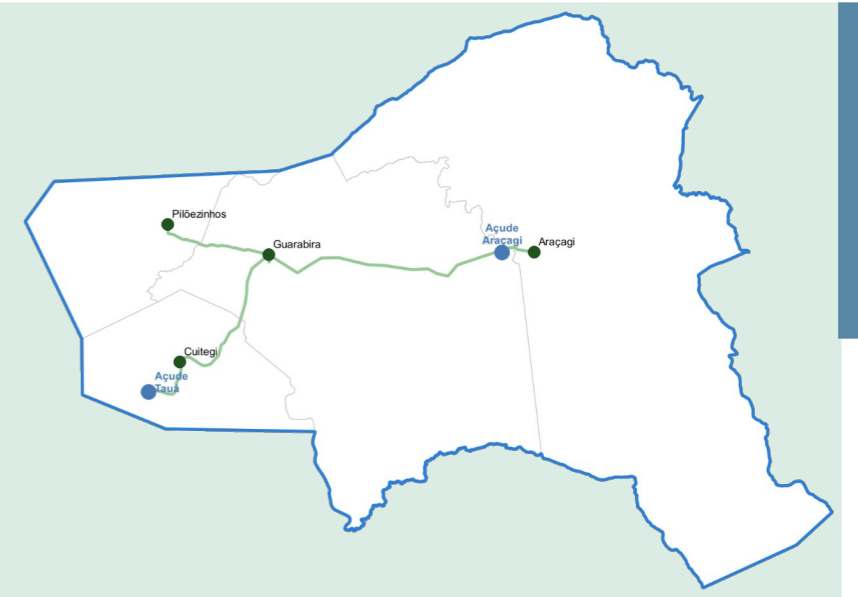 Pilõezinhos
Guarabira
Açude
Araçagi
Araçagi
Cuitegi
Açude
Tauá